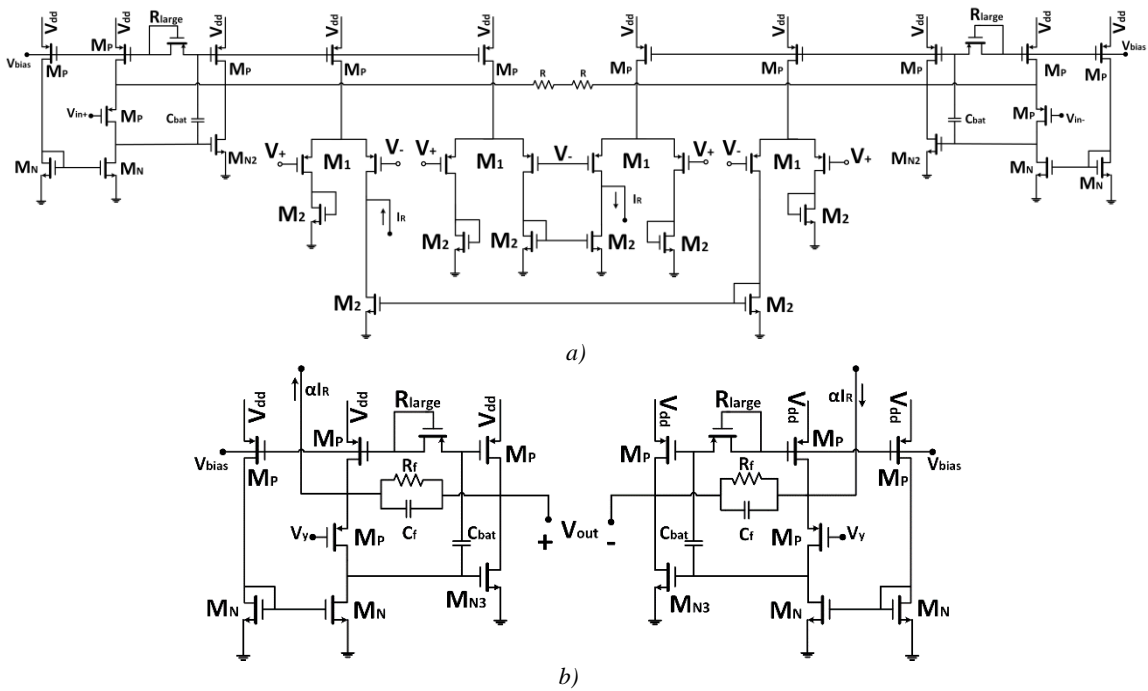 Vdd Vdd Rlarge Vdd Vdd Vdd Vdd Vdd Vdd Rlarge Vdd Vdd
MP
Vbias MP MP MP MP MP MP MP MP MP Vbias
R R
Vin+ MP Cbat Cbat MP Vin-
MN MN MN2 MN2 MN MN
V+ M1 V- V+ M1 V- M1 V+ V- M1 V+
M2 IR M2 M2 IR M2 M2 M2
M2 M2
a)
αIR αIR
Vdd Vdd Rlarge Vdd Vdd Rlarge Vdd Vdd
Vbias MP MP MP MP MP MP Vbias
Rf Rf
Cf Cf
Vy MP Cbat + Vout - Cbat MP Vy
MN MN MN3 MN3 MN MN
b)